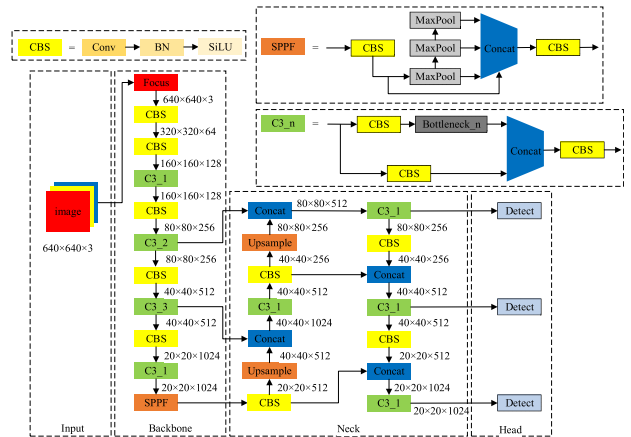 CBS = Conv BN SiLU
SPPF = CBS MaxPool MaxPool MaxPool Concat CBS
C3_n = CBS Bottleneck_n CBS Concat CBS
image
640×640×3
Input
Focus
640×640×3
CBS
320×320×64
CBS
160×160×128
C3_1
160×160×128
CBS
80×80×256
C3_2
80×80×256
CBS
40×40×512
C3_3
40×40×512
CBS
20×20×1024
C3_1
20×20×1024
SPPF
Backbone
Concat
80×80×512
80×80×256
Upsample
40×40×256
CBS
40×40×512
C3_1
40×40×1024
Concat
40×40×512
Upsample
20×20×512
CBS
C3_1
80×80×256
CBS
40×40×256
Concat
40×40×512
C3_1
40×40×512
CBS
20×20×512
Concat
20×20×1024
C3_1
20×20×1024
Neck
Detect
Detect
Detect
Head